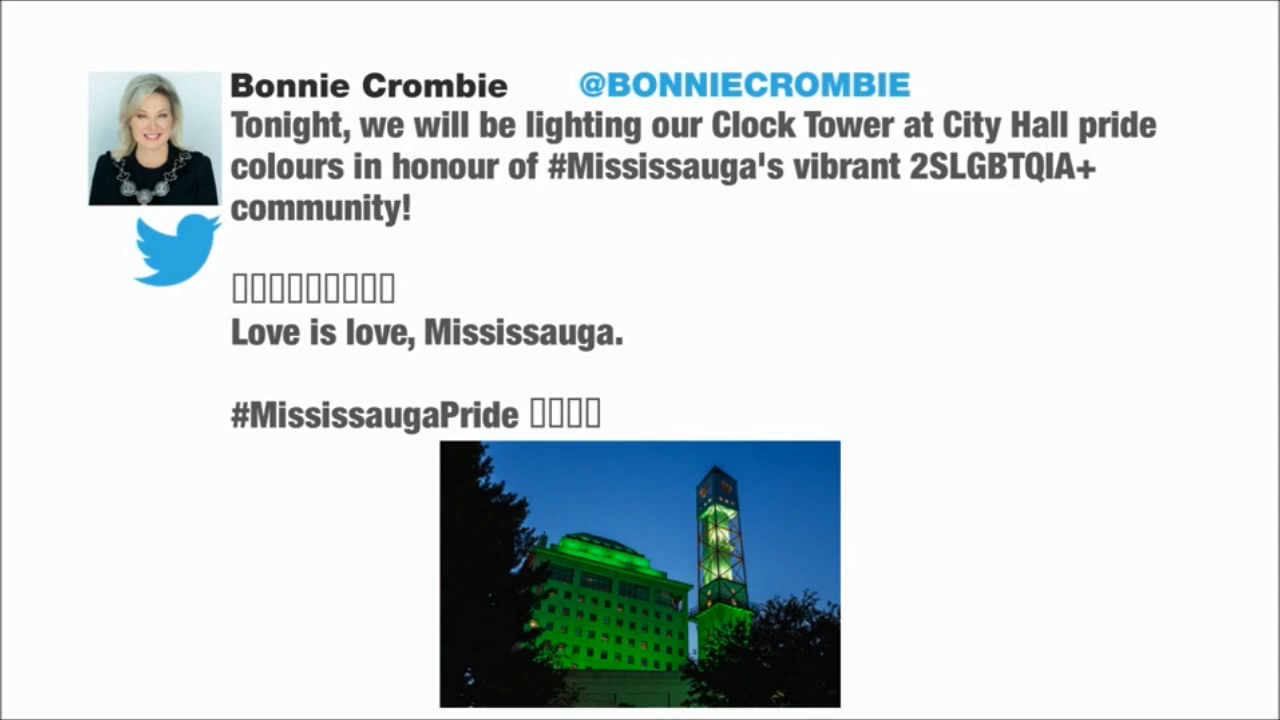 Bonnie Crombie @BONNIECROMBIE
Tonight, we will be lighting our Clock Tower at City Hall pride
colours in honour of #Mississauga's vibrant 2SLGBTQIA+
community!
▯▯▯▯▯▯▯▯▯
Love is love, Mississauga.
#MississaugaPride ▯▯▯▯